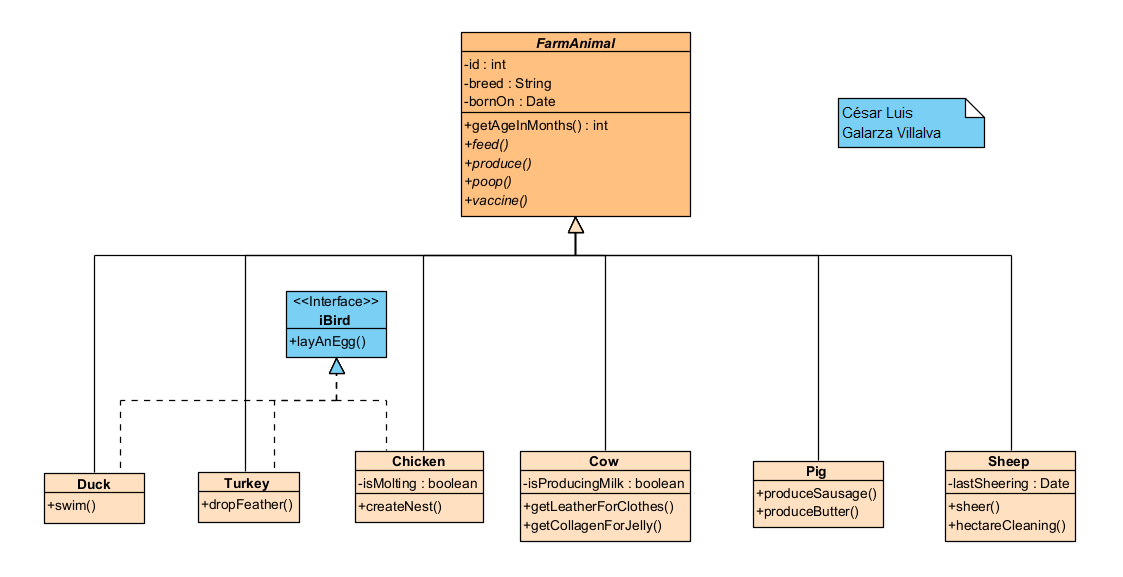 FarmAnimal
-id : int
-breed : String
-bornOn : Date
+getAgeInMonths() : int
+feed()
+produce()
+poop()
+vaccine()
César Luis
Galarza Villalva
<<Interface>>
iBird
+layAnEgg()
Duck
+swim()
Turkey
+dropFeather()
Chicken
-isMolting : boolean
+createNest()
Cow
-isProducingMilk : boolean
+getLeatherForClothes()
+getCollagenForJelly()
Pig
+produceSausage()
+produceButter()
Sheep
-lastSheering : Date
+sheer()
+hectareCleaning()